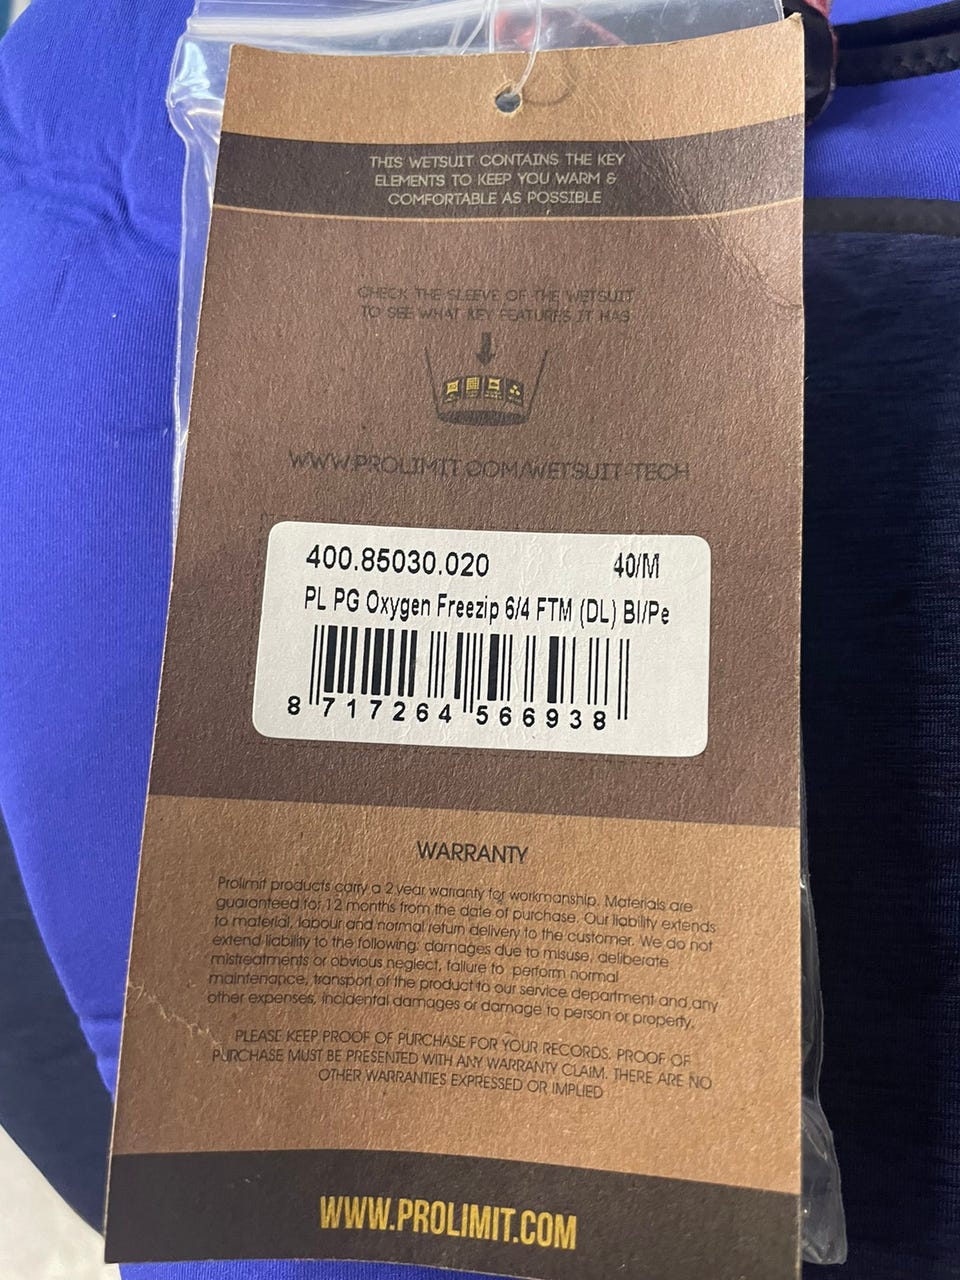 THIS WETSUIT CONTAINS THE KEY
ELEMENTS TO KEEP YOU WARM &
COMFORTABLE AS POSSIBLE
CHECK THE SLEEVE OF THE WETSUIT
TO SEE WHAT KEY FEATURES IT HAS
WWW.PROLIMIT.COM/WETSUIT-TECH
400.85030.020 40/M
PL PG Oxygen Freezip 6/4 FTM (DL) Bl/Pe
8 717264 566938
WARRANTY
Prolimit products carry a 2 year warranty for workmanship. Materials are
guaranteed for 12 months from the date of purchase. Our liability extends
to material, labour and normal return delivery to the customer. We do not
extend liability to the following: damages due to misuse, deliberate
mistreatments or obvious neglect, failure to perform normal
maintenance, transport of the product to our service department and any
other expenses, incidental damages or damage to person or property.
PLEASE KEEP PROOF OF PURCHASE FOR YOUR RECORDS. PROOF OF
PURCHASE MUST BE PRESENTED WITH ANY WARRANTY CLAIM. THERE ARE NO
OTHER WARRANTIES EXPRESSED OR IMPLIED
WWW.PROLIMIT.COM